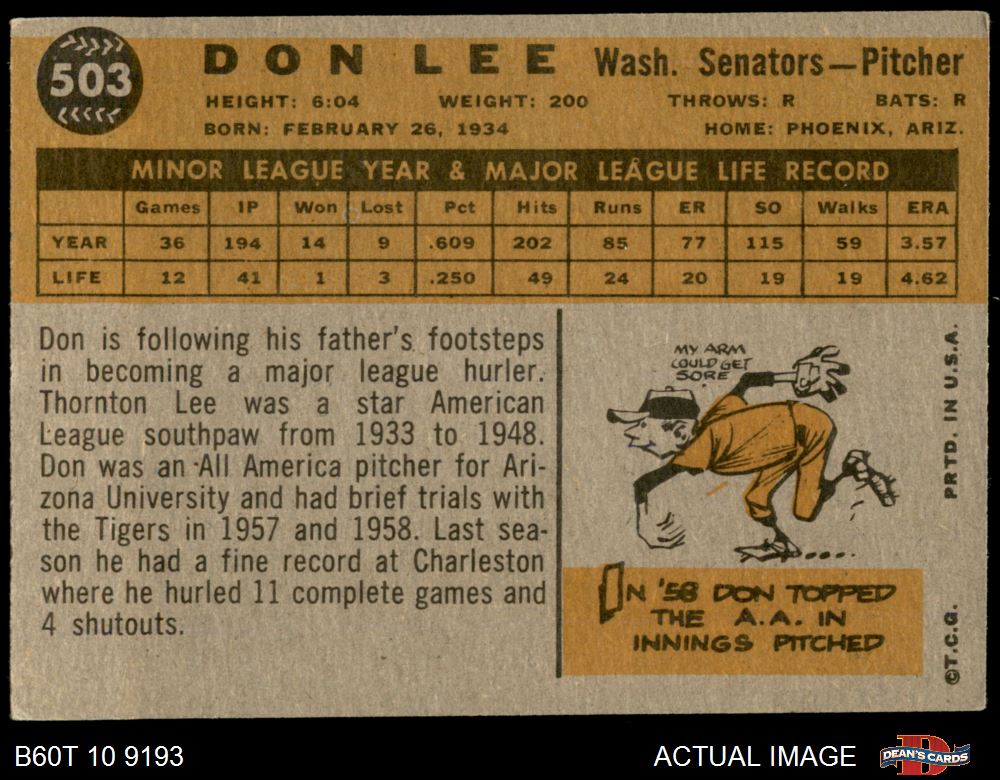 503
DON LEE Wash. Senators—Pitcher
HEIGHT: 6:04 WEIGHT: 200 THROWS: R BATS: R
BORN: FEBRUARY 26, 1934 HOME: PHOENIX, ARIZ.
MINOR LEAGUE YEAR & MAJOR LEAGUE LIFE RECORD
Games IP Won Lost Pct Hits Runs ER SO Walks ERA
YEAR 36 194 14 9 .609 202 85 77 115 59 3.57
LIFE 12 41 1 3 .250 49 24 20 19 19 4.62
Don is following his father's footsteps
in becoming a major league hurler.
Thornton Lee was a star American
League southpaw from 1933 to 1948.
Don was an All America pitcher for Ari-
zona University and had brief trials with
the Tigers in 1957 and 1958. Last sea-
son he had a fine record at Charleston
where he hurled 11 complete games and
4 shutouts.
MY ARM
COULD GET
SORE
IN '58 DON TOPPED
THE A.A. IN
INNINGS PITCHED
©T.C.G. PRTD. IN U.S.A.
B60T 10 9193 ACTUAL IMAGE DEAN'S CARDS